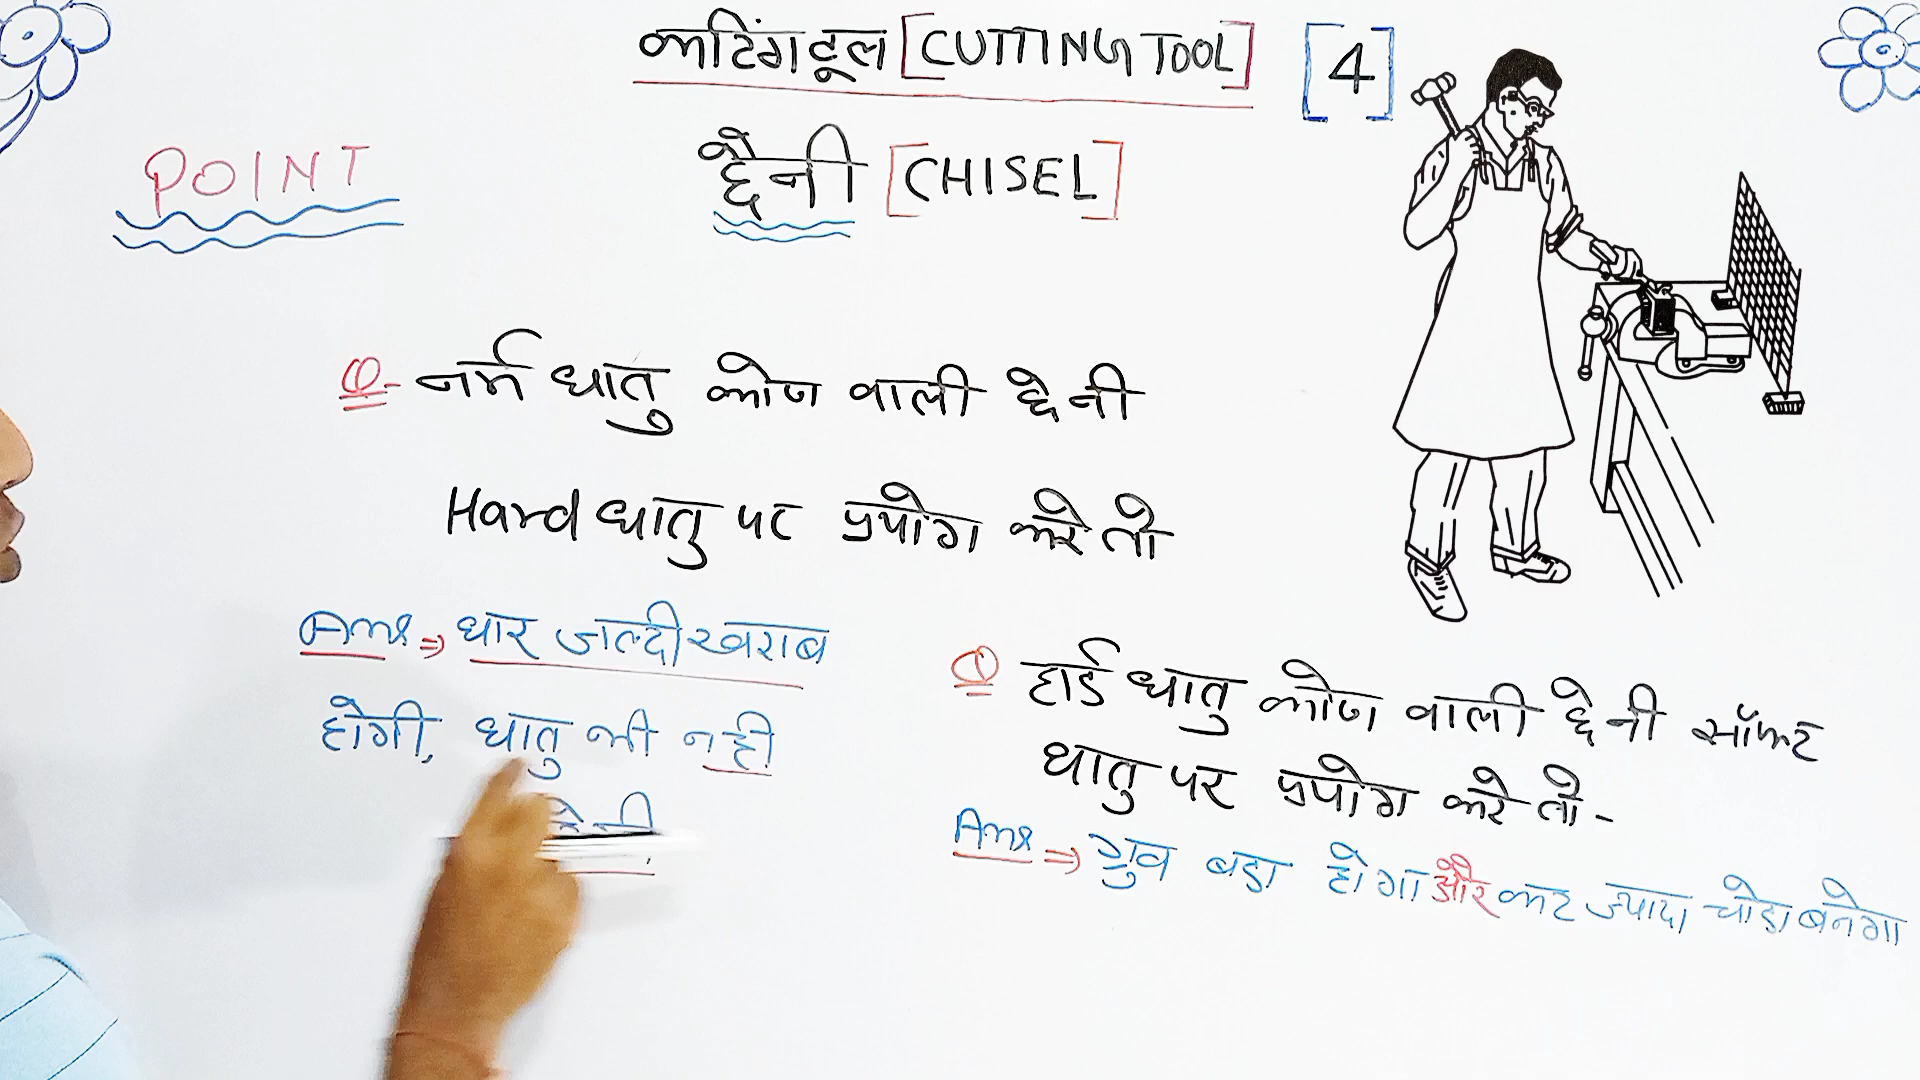 कटिंग टूल [CUTTING TOOL] [4]
छैनी [CHISEL]
POINT
Q- नर्म धातु कोण वाली छेनी
Hard धातु पर प्रयोग करे तो
Ans ⇒ धार जल्दी खराब
होगी, धातु भी नही
Q हार्ड धातु कोण वाली छेनी सॉफ्ट
धातु पर प्रयोग करे तो -
Ans ⇒ ग्रुव बडा होगा और कट ज्यादा चोडा बनेगा